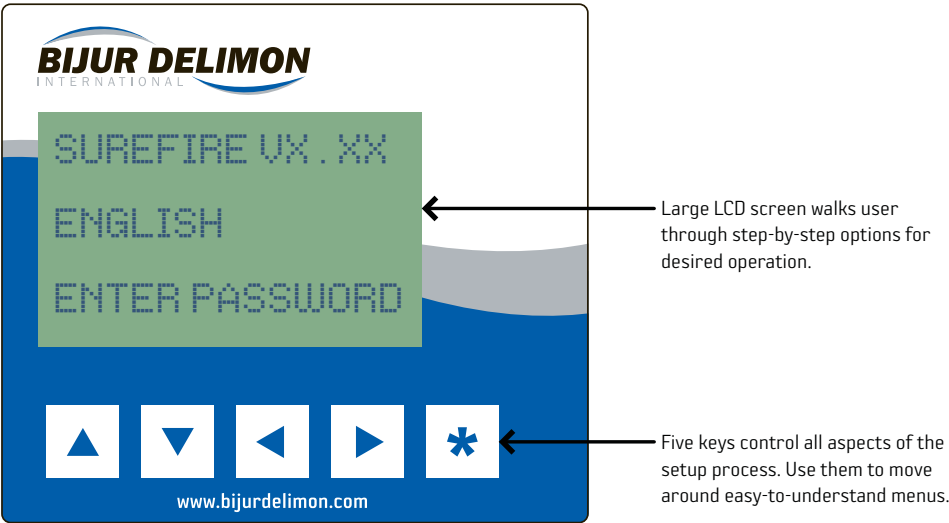 BIJUR DELIMON
INTERNATIONAL
SUREFIRE VX.XX
ENGLISH
ENTER PASSWORD
Large LCD screen walks user
through step-by-step options for
desired operation.
*
Five keys control all aspects of the
setup process. Use them to move
around easy-to-understand menus.
www.bijurdelimon.com